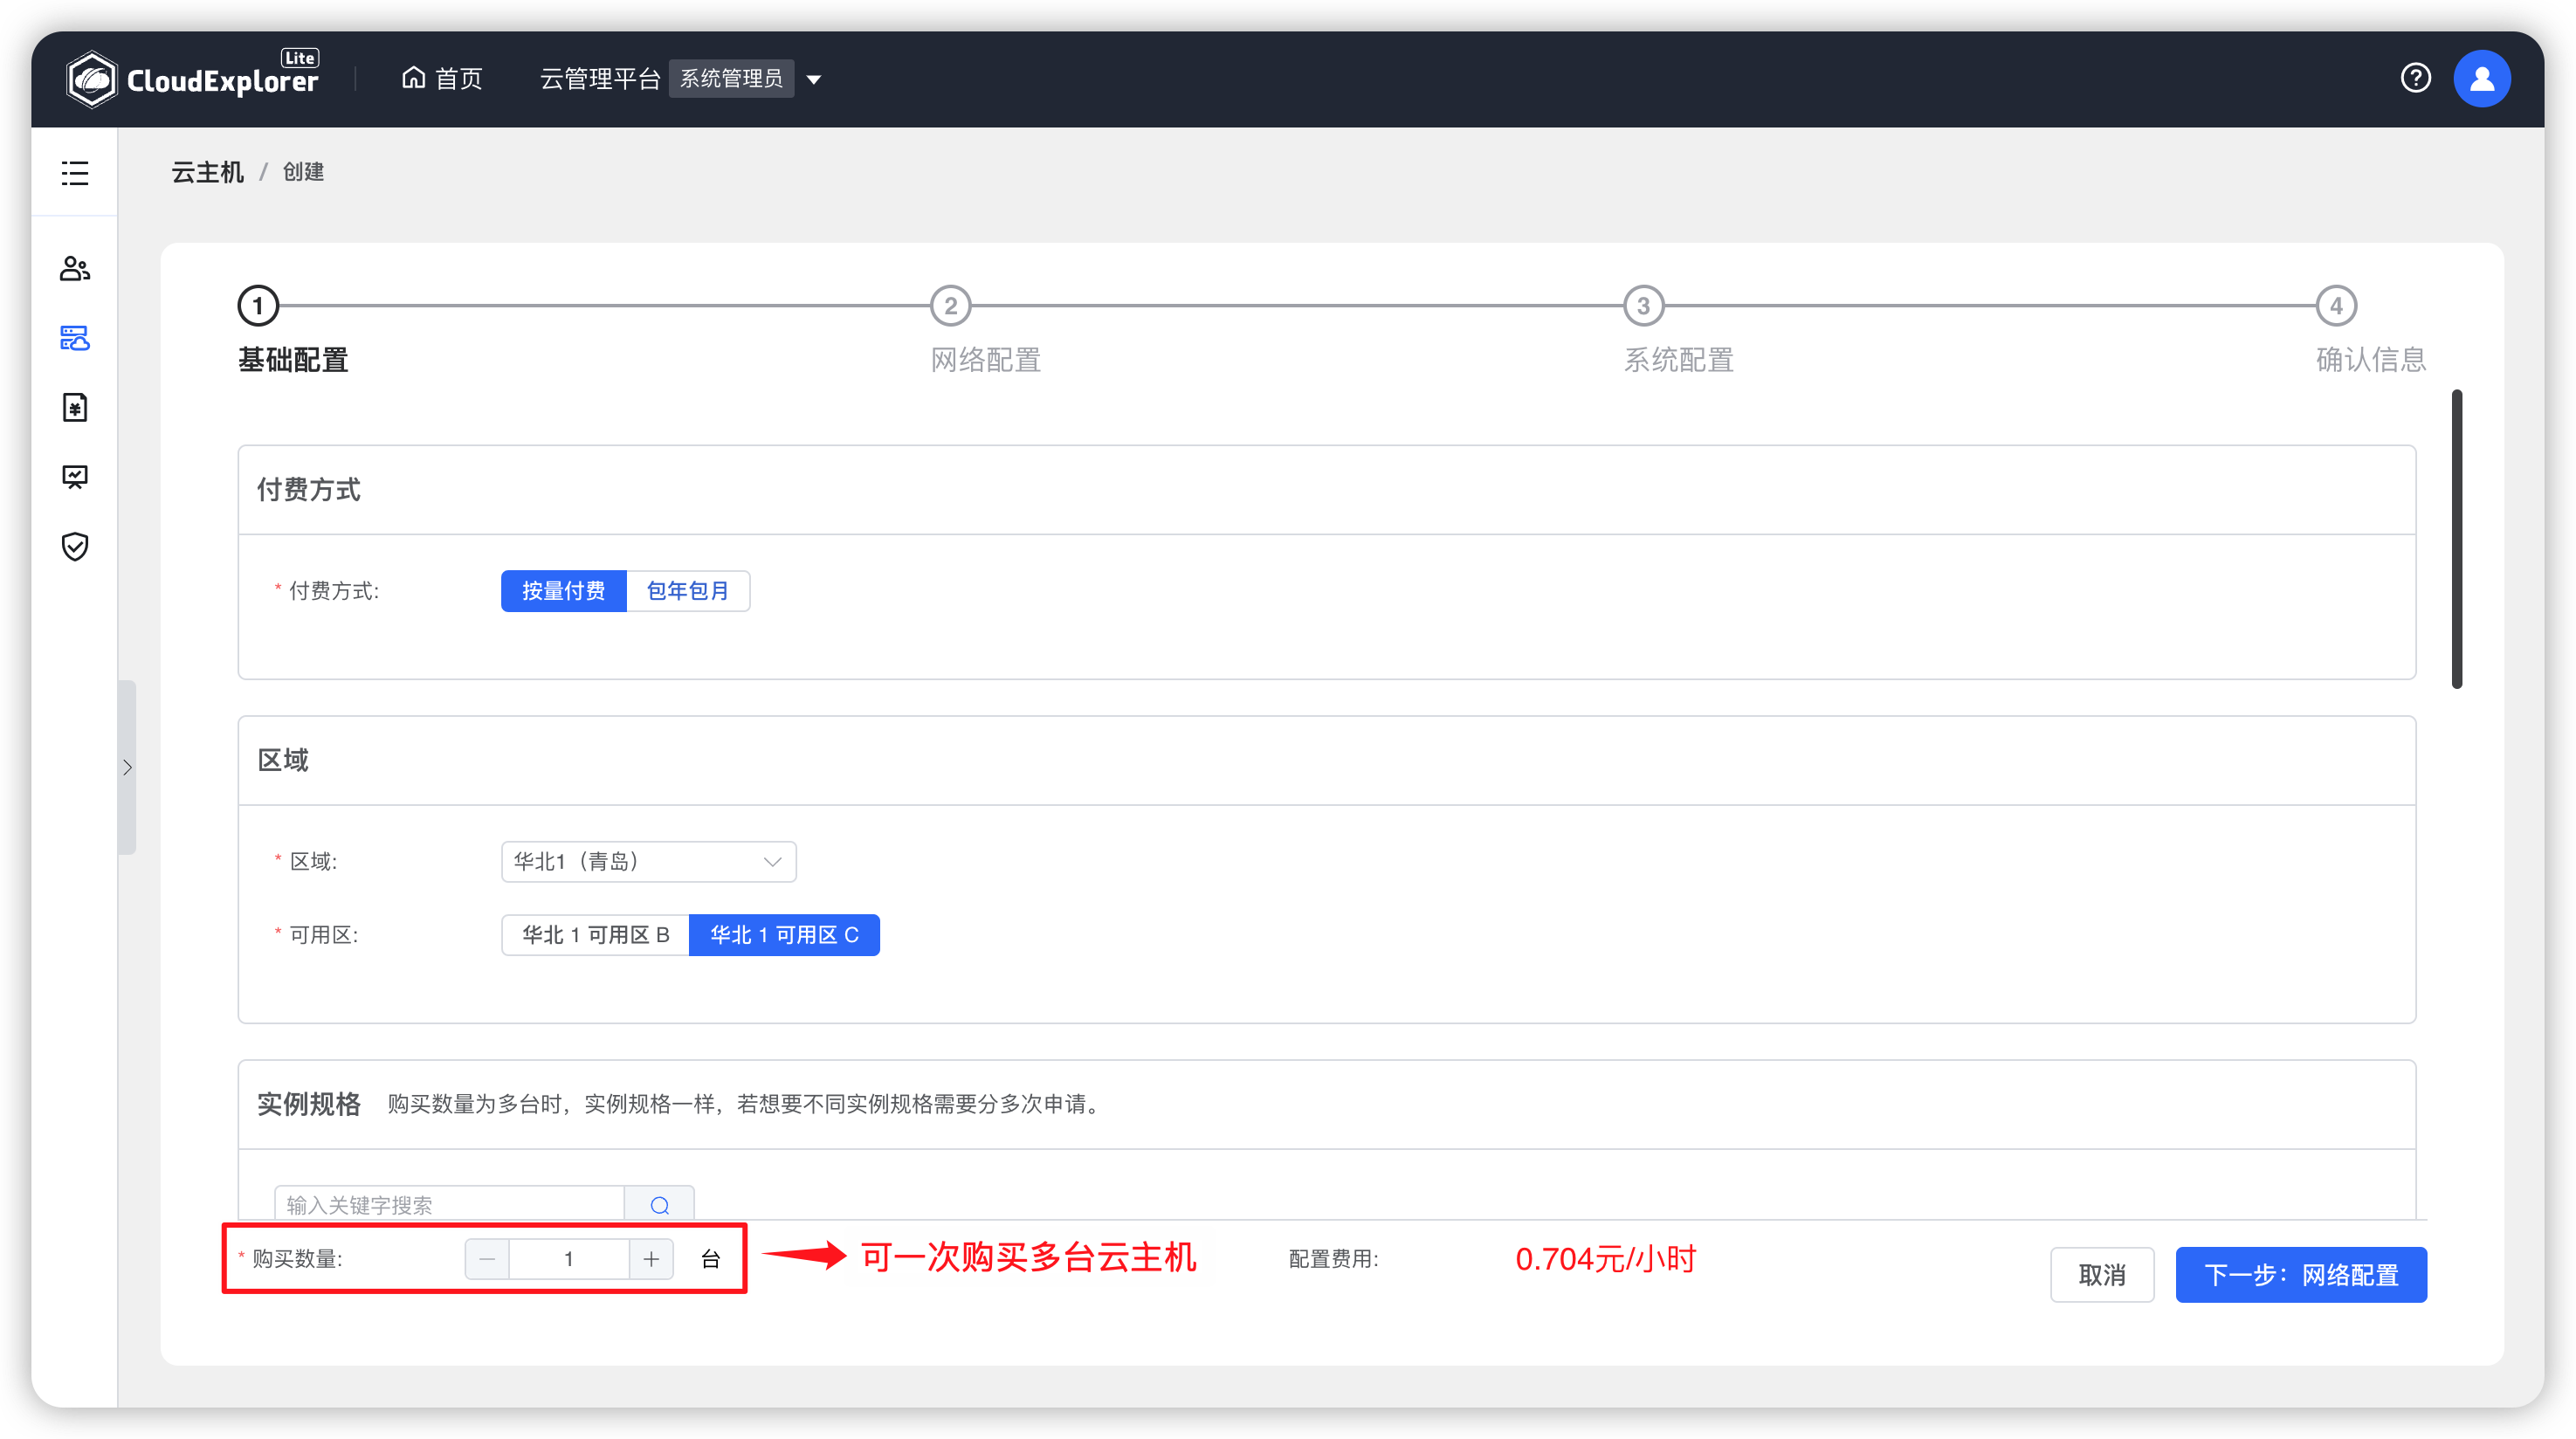 CloudExplorer Lite
首页
云管理平台 系统管理员
云主机 / 创建
1 2 3 4
基础配置 网络配置 系统配置 确认信息
付费方式
* 付费方式: 按量付费 包年包月
区域
* 区域: 华北1（青岛）
* 可用区: 华北 1 可用区 B 华北 1 可用区 C
实例规格 购买数量为多台时，实例规格一样，若想要不同实例规格需要分多次申请。
输入关键字搜索
* 购买数量: — 1 + 台 可一次购买多台云主机 配置费用: 0.704元/小时
取消 下一步：网络配置